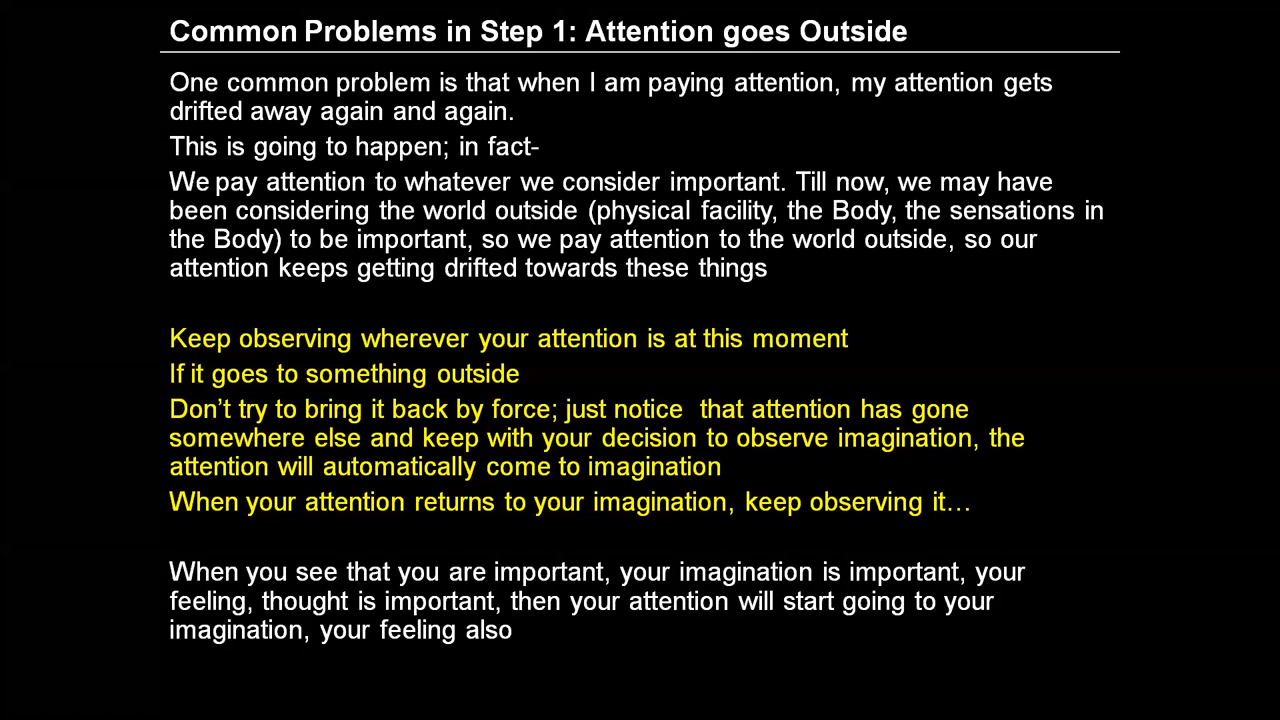 Common Problems in Step 1: Attention goes Outside
One common problem is that when I am paying attention, my attention gets
drifted away again and again.
This is going to happen; in fact-
We pay attention to whatever we consider important. Till now, we may have
been considering the world outside (physical facility, the Body, the sensations in
the Body) to be important, so we pay attention to the world outside, so our
attention keeps getting drifted towards these things
Keep observing wherever your attention is at this moment
If it goes to something outside
Don’t try to bring it back by force; just notice  that attention has gone
somewhere else and keep with your decision to observe imagination, the
attention will automatically come to imagination
When your attention returns to your imagination, keep observing it…
When you see that you are important, your imagination is important, your
feeling, thought is important, then your attention will start going to your
imagination, your feeling also